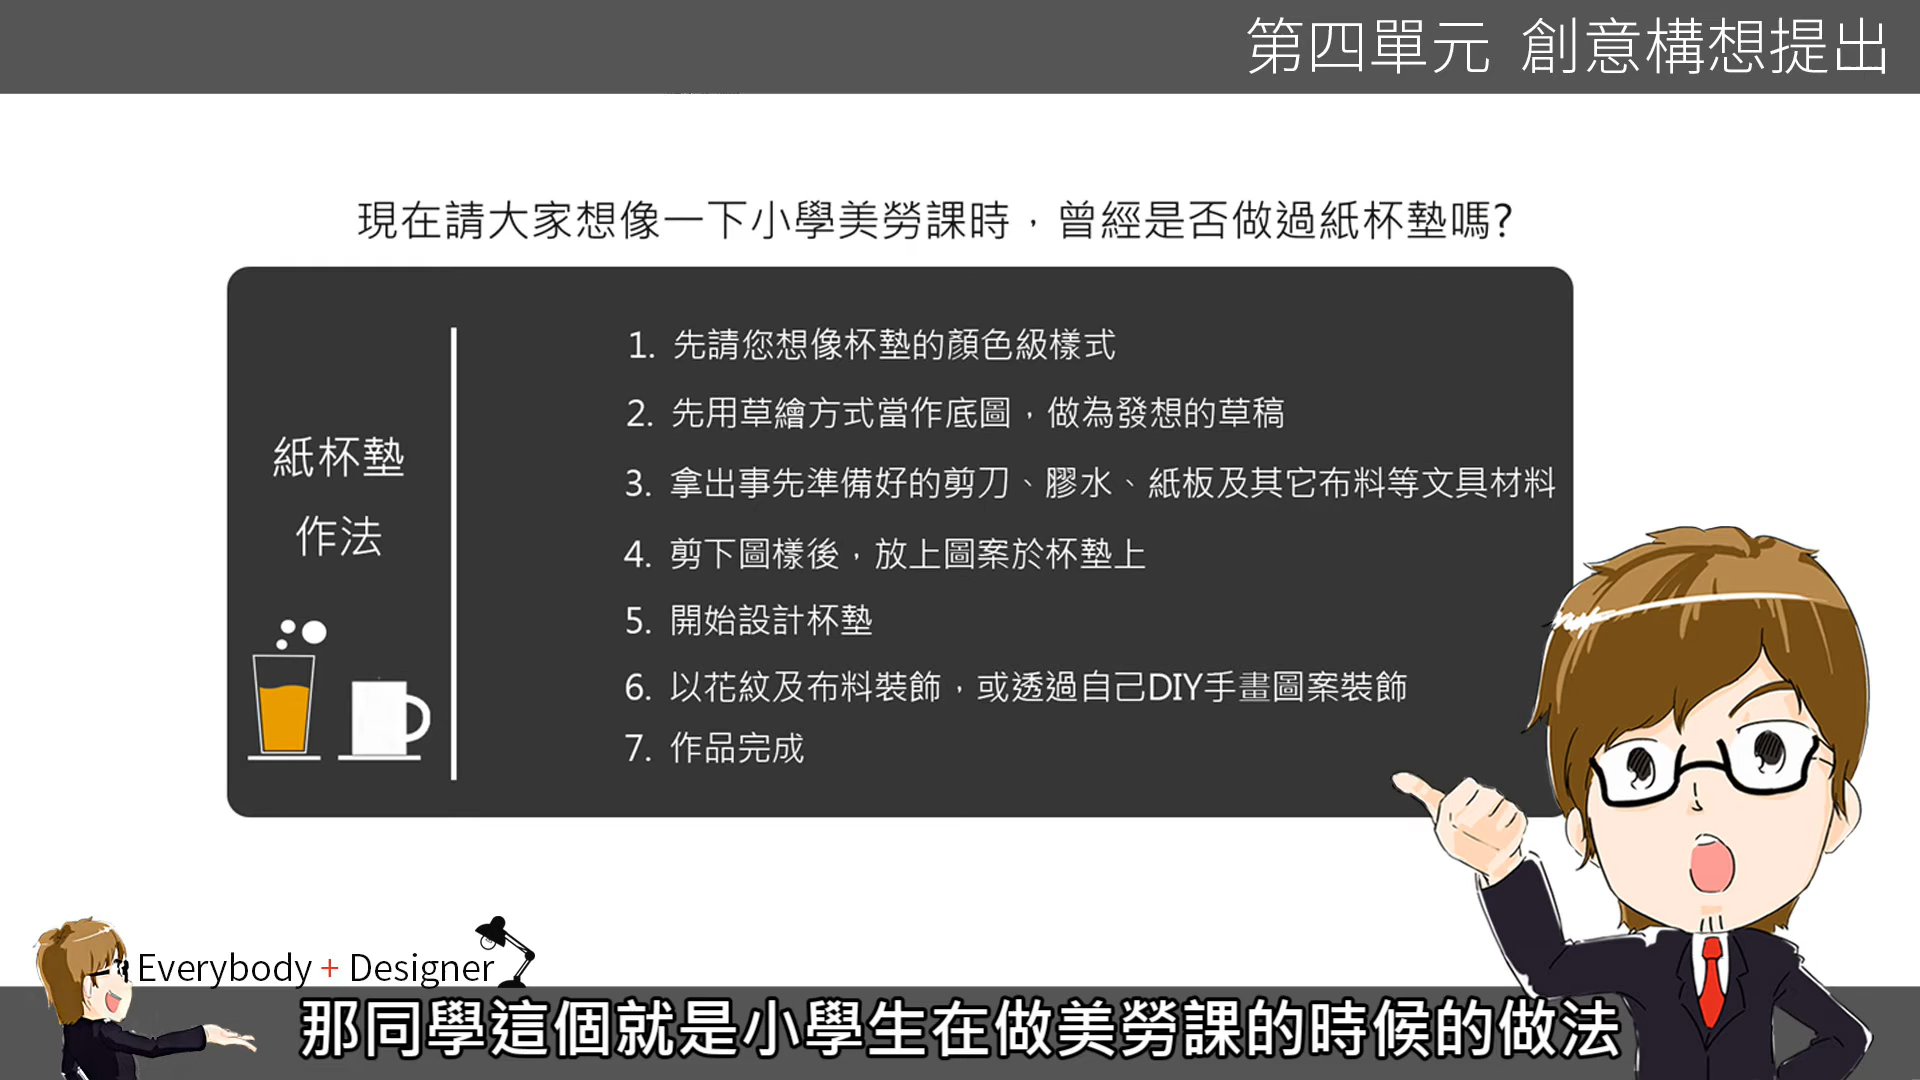 第四單元 創意構想提出
現在請大家想像一下小學美勞課時，曾經是否做過紙杯墊嗎?
紙杯墊
作法
1. 先請您想像杯墊的顏色級樣式
2. 先用草繪方式當作底圖，做為發想的草稿
3. 拿出事先準備好的剪刀、膠水、紙板及其它布料等文具材料
4. 剪下圖樣後，放上圖案於杯墊上
5. 開始設計杯墊
6. 以花紋及布料裝飾，或透過自己DIY手畫圖案裝飾
7. 作品完成
Everybody + Designer
那同學這個就是小學生在做美勞課的時候的做法